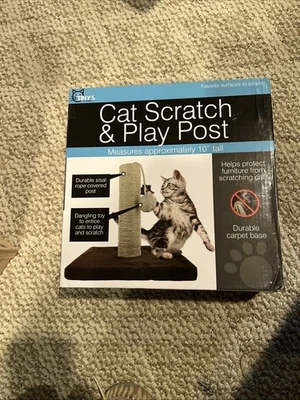 Favorite surfaces to scratch!
Cat Scratch
& Play Post
Measures approximately 10" tall
Durable sisal
rope covered
post
Dangling toy
to entice
cats to play
and scratch
Helps protect
furniture from
scratching cats
Durable
carpet base